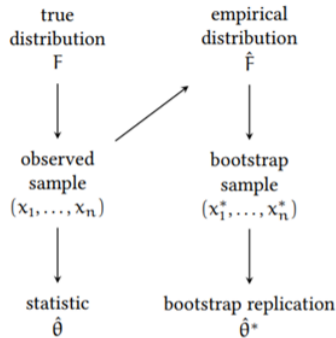 true
distribution
F
empirical
distribution
F̂
observed
sample
(x₁, . . . , xₙ)
bootstrap
sample
(x₁*, . . . , xₙ*)
statistic
θ̂
bootstrap replication
θ̂*